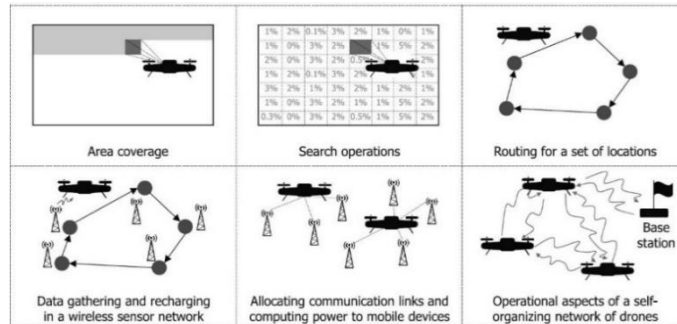 1% 2% 0.1% 3% 2% 1% 0% 1%
1% 0% 3% 2% 1% 5% 2%
2% 0% 3% 2% 0.5% 2%
1% 2% 0.1% 3% 2% 1%
3% 2% 1% 3% 2% 1% 2% 1%
1% 0% 3% 2% 1% 1% 5% 2%
0.3% 0% 3% 2% 0.5% 1% 5% 2%
Area coverage
Search operations
Routing for a set of locations
Base
station
Data gathering and recharging
in a wireless sensor network
Allocating communication links and
computing power to mobile devices
Operational aspects of a self-
organizing network of drones